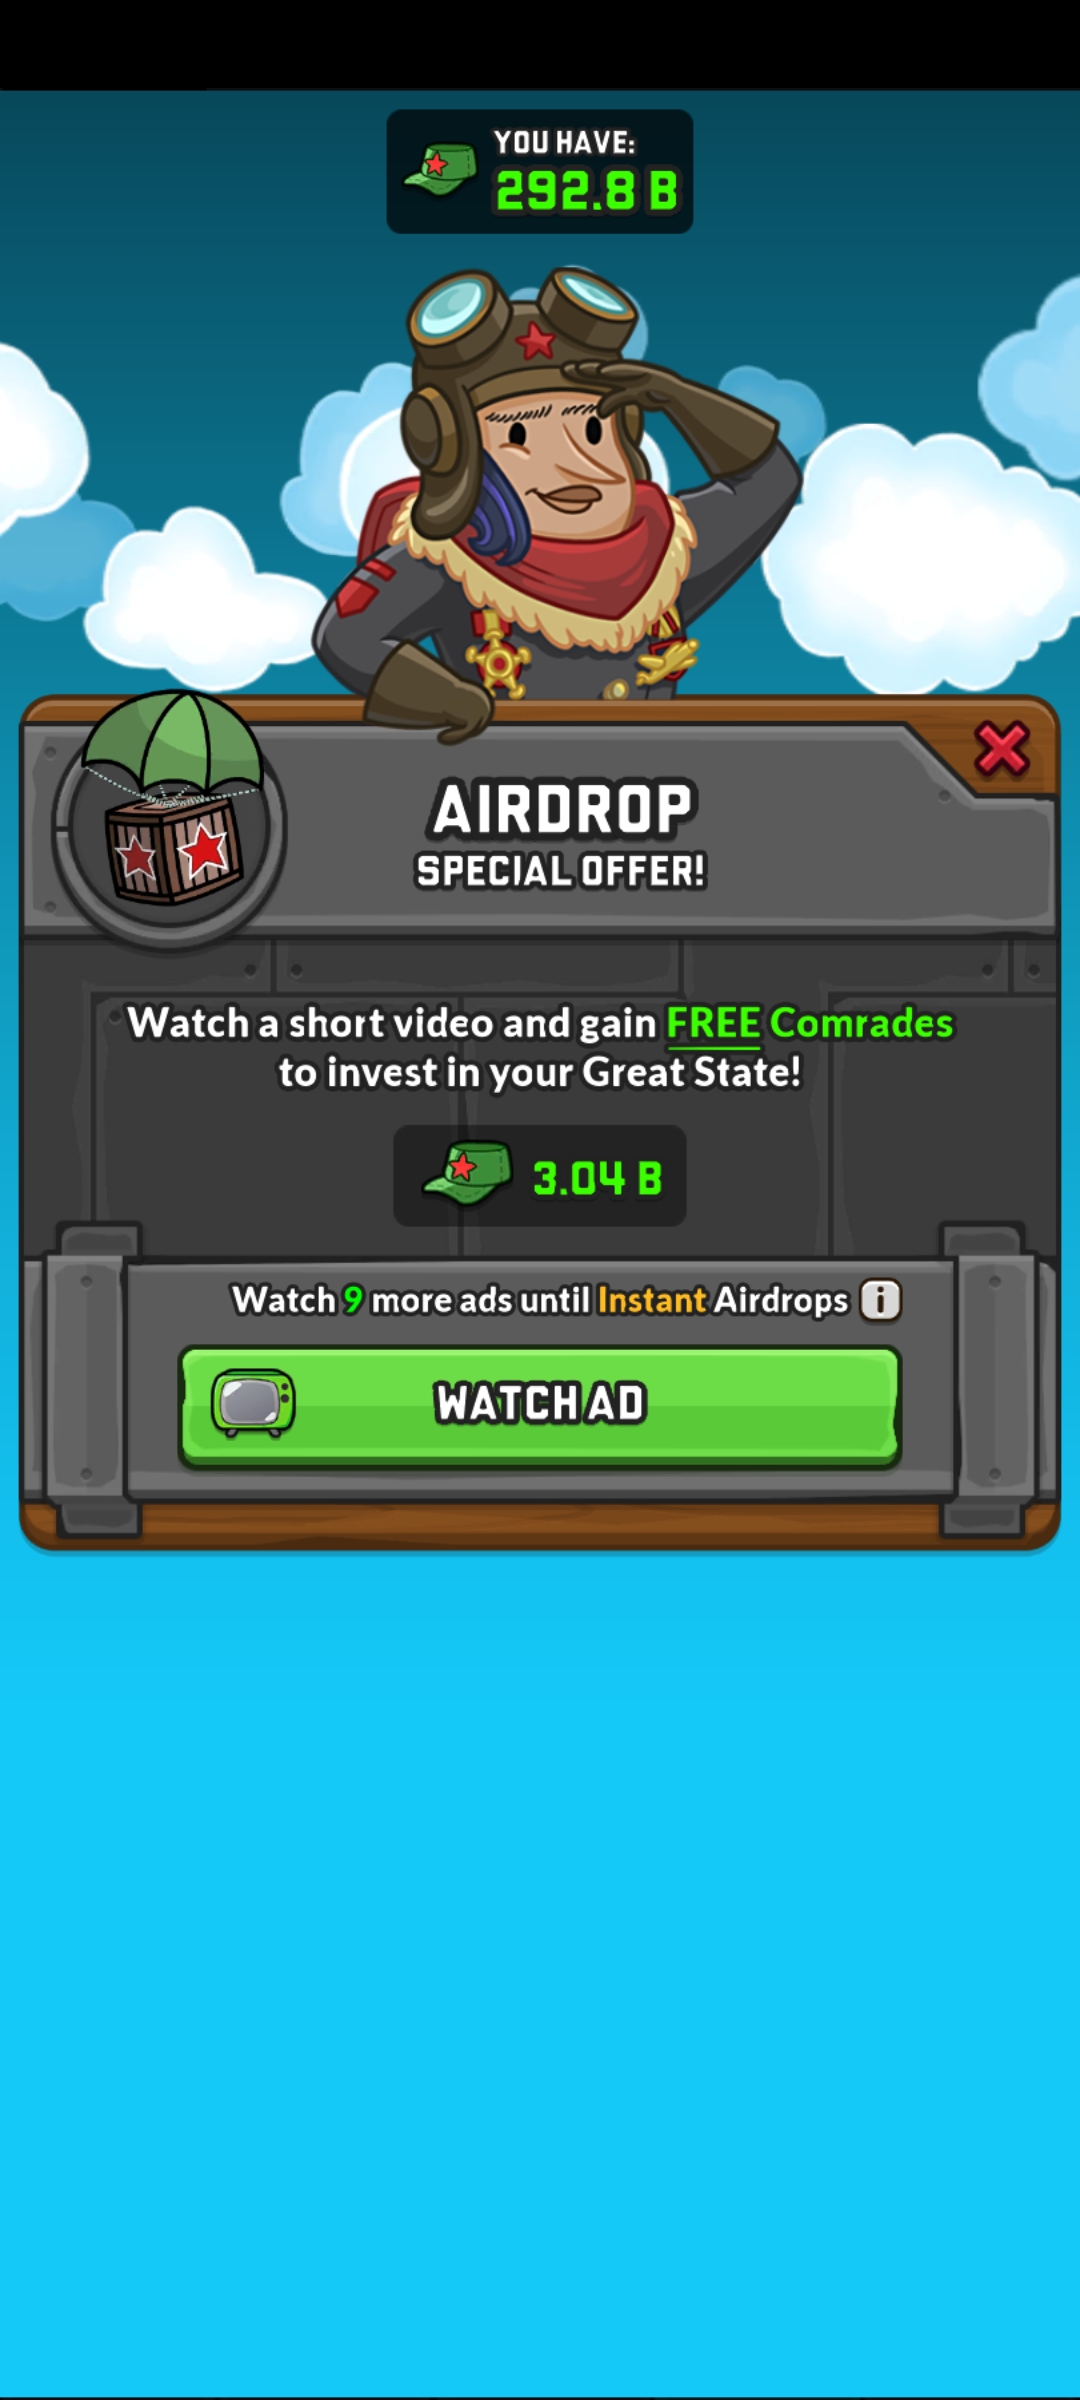 YOU HAVE:
292.8 B
AIRDROP
SPECIAL OFFER!
Watch a short video and gain FREE Comrades
to invest in your Great State!
3.04 B
Watch 9 more ads until Instant Airdrops i
WATCH AD